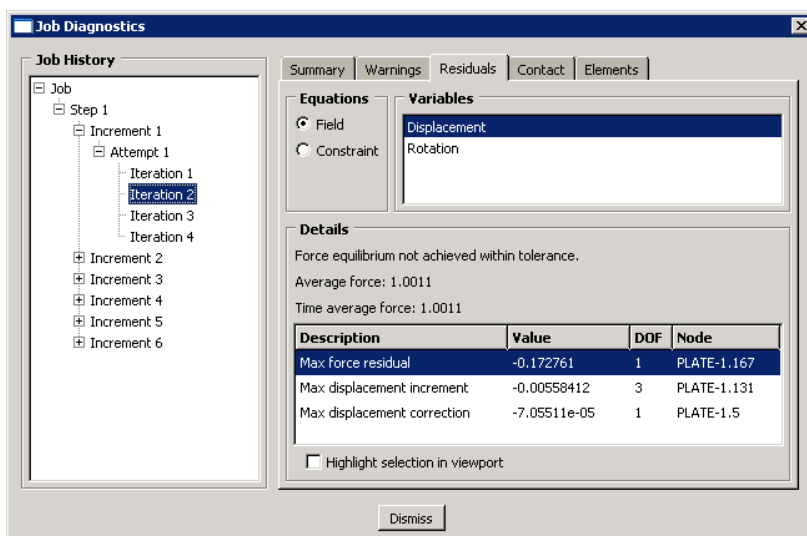 Job Diagnostics
Job History
Job
Step 1
Increment 1
Attempt 1
Iteration 1
Iteration 2
Iteration 3
Iteration 4
Increment 2
Increment 3
Increment 4
Increment 5
Increment 6
Summary Warnings Residuals Contact Elements
Equations
Field
Constraint
Variables
Displacement
Rotation
Details
Force equilibrium not achieved within tolerance.
Average force: 1.0011
Time average force: 1.0011
Description Value DOF Node
Max force residual -0.172761 1 PLATE-1.167
Max displacement increment -0.00558412 3 PLATE-1.131
Max displacement correction -7.05511e-05 1 PLATE-1.5
Highlight selection in viewport
Dismiss